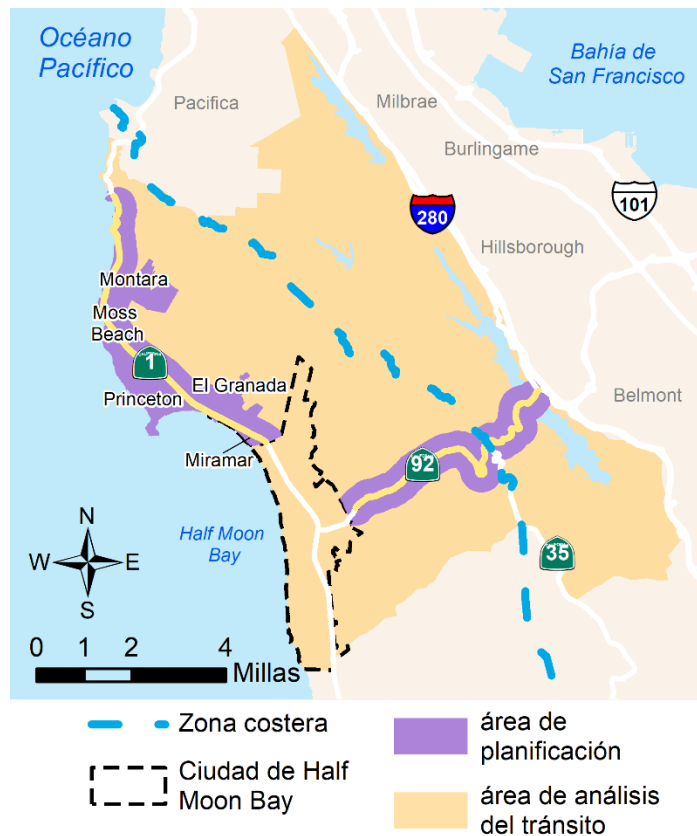 Océano
Pacífico
Bahía de
San Francisco
Pacifica
Milbrae
Burlingame
280
101
Hillsborough
Montara
Moss
Beach
1
El Granada
Princeton
Belmont
Miramar
92
Half Moon
Bay
35
N
W
E
S
0 1 2 4
Millas
Zona costera
Ciudad de Half
Moon Bay
área de
planificación
área de análisis
del tránsito